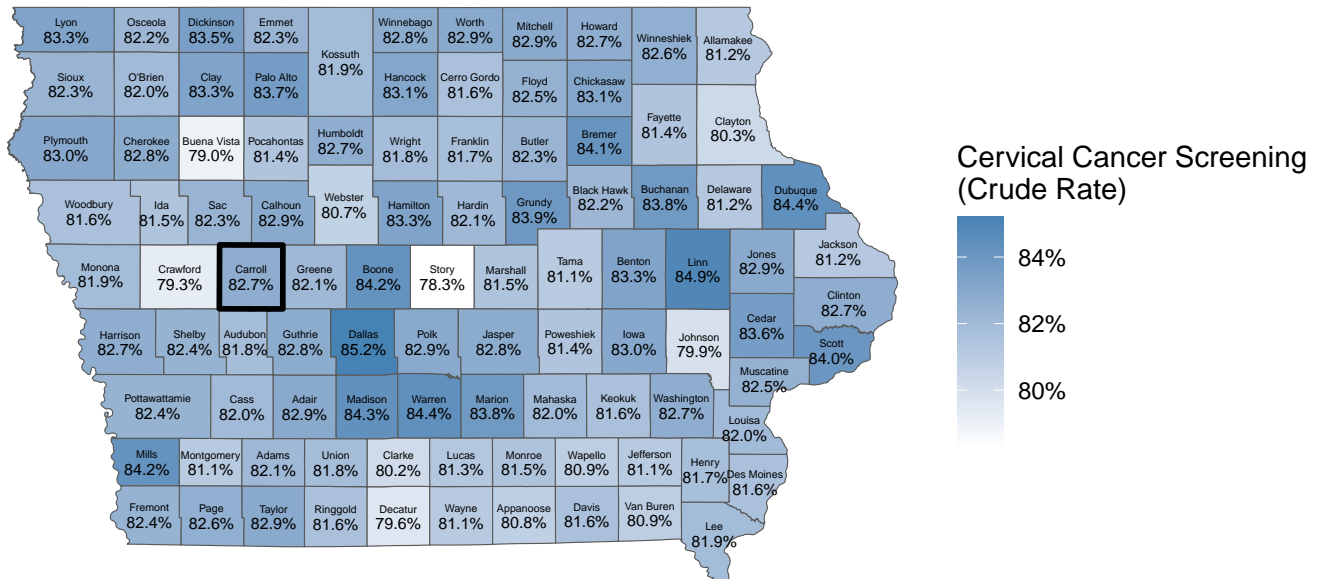 Lyon
83.3%
Osceola
82.2%
Dickinson
83.5%
Emmet
82.3%
Kossuth
81.9%
Winnebago
82.8%
Worth
82.9%
Mitchell
82.9%
Howard
82.7%
Winneshiek
82.6%
Allamakee
81.2%
Sioux
82.3%
O'Brien
82.0%
Clay
83.3%
Palo Alto
83.7%
Hancock
83.1%
Cerro Gordo
81.6%
Floyd
82.5%
Chickasaw
83.1%
Fayette
81.4%
Clayton
80.3%
Plymouth
83.0%
Cherokee
82.8%
Buena Vista
79.0%
Pocahontas
81.4%
Humboldt
82.7%
Wright
81.8%
Franklin
81.7%
Butler
82.3%
Bremer
84.1%
Woodbury
81.6%
Ida
81.5%
Sac
82.3%
Calhoun
82.9%
Webster
80.7%
Hamilton
83.3%
Hardin
82.1%
Grundy
83.9%
Black Hawk
82.2%
Buchanan
83.8%
Delaware
81.2%
Dubuque
84.4%
Monona
81.9%
Crawford
79.3%
Carroll
82.7%
Greene
82.1%
Boone
84.2%
Story
78.3%
Marshall
81.5%
Tama
81.1%
Benton
83.3%
Linn
84.9%
Jones
82.9%
Jackson
81.2%
Clinton
82.7%
Harrison
82.7%
Shelby
82.4%
Audubon
81.8%
Guthrie
82.8%
Dallas
85.2%
Polk
82.9%
Jasper
82.8%
Poweshiek
81.4%
Iowa
83.0%
Johnson
79.9%
Cedar
83.6%
Scott
84.0%
Muscatine
82.5%
Pottawattamie
82.4%
Cass
82.0%
Adair
82.9%
Madison
84.3%
Warren
84.4%
Marion
83.8%
Mahaska
82.0%
Keokuk
81.6%
Washington
82.7%
Louisa
82.0%
Mills
84.2%
Montgomery
81.1%
Adams
82.1%
Union
81.8%
Clarke
80.2%
Lucas
81.3%
Monroe
81.5%
Wapello
80.9%
Jefferson
81.1%
Henry
81.7%
Des Moines
81.6%
Fremont
82.4%
Page
82.6%
Taylor
82.9%
Ringgold
81.6%
Decatur
79.6%
Wayne
81.1%
Appanoose
80.8%
Davis
81.6%
Van Buren
80.9%
Lee
81.9%
Cervical Cancer Screening
(Crude Rate)
84%
82%
80%